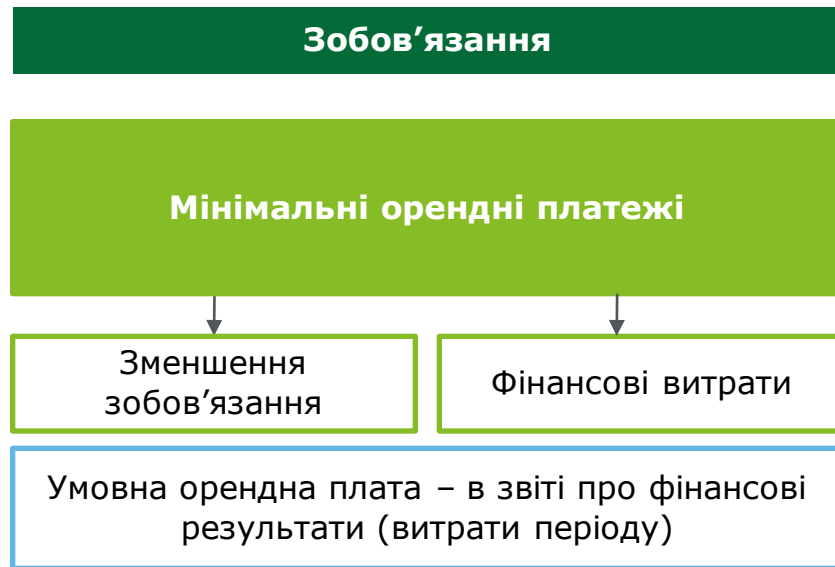 Зобов’язання
Мінімальні орендні платежі
Зменшення
зобов’язання
Фінансові витрати
Умовна орендна плата – в звіті про фінансові
результати (витрати періоду)